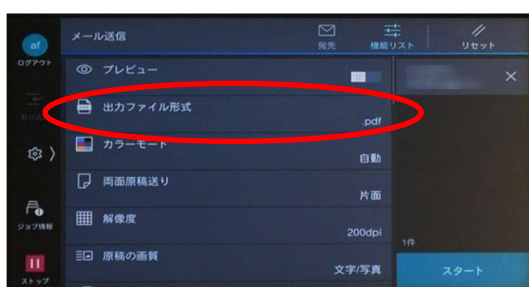 af
ログアウト
メール送信
宛先
機能リスト
リセット
プレビュー
出力ファイル形式
.pdf
カラーモード
自動
両面原稿送り
片面
解像度
200dpi
原稿の画質
文字/写真
ジョブ情報
ストップ
1件
スタート